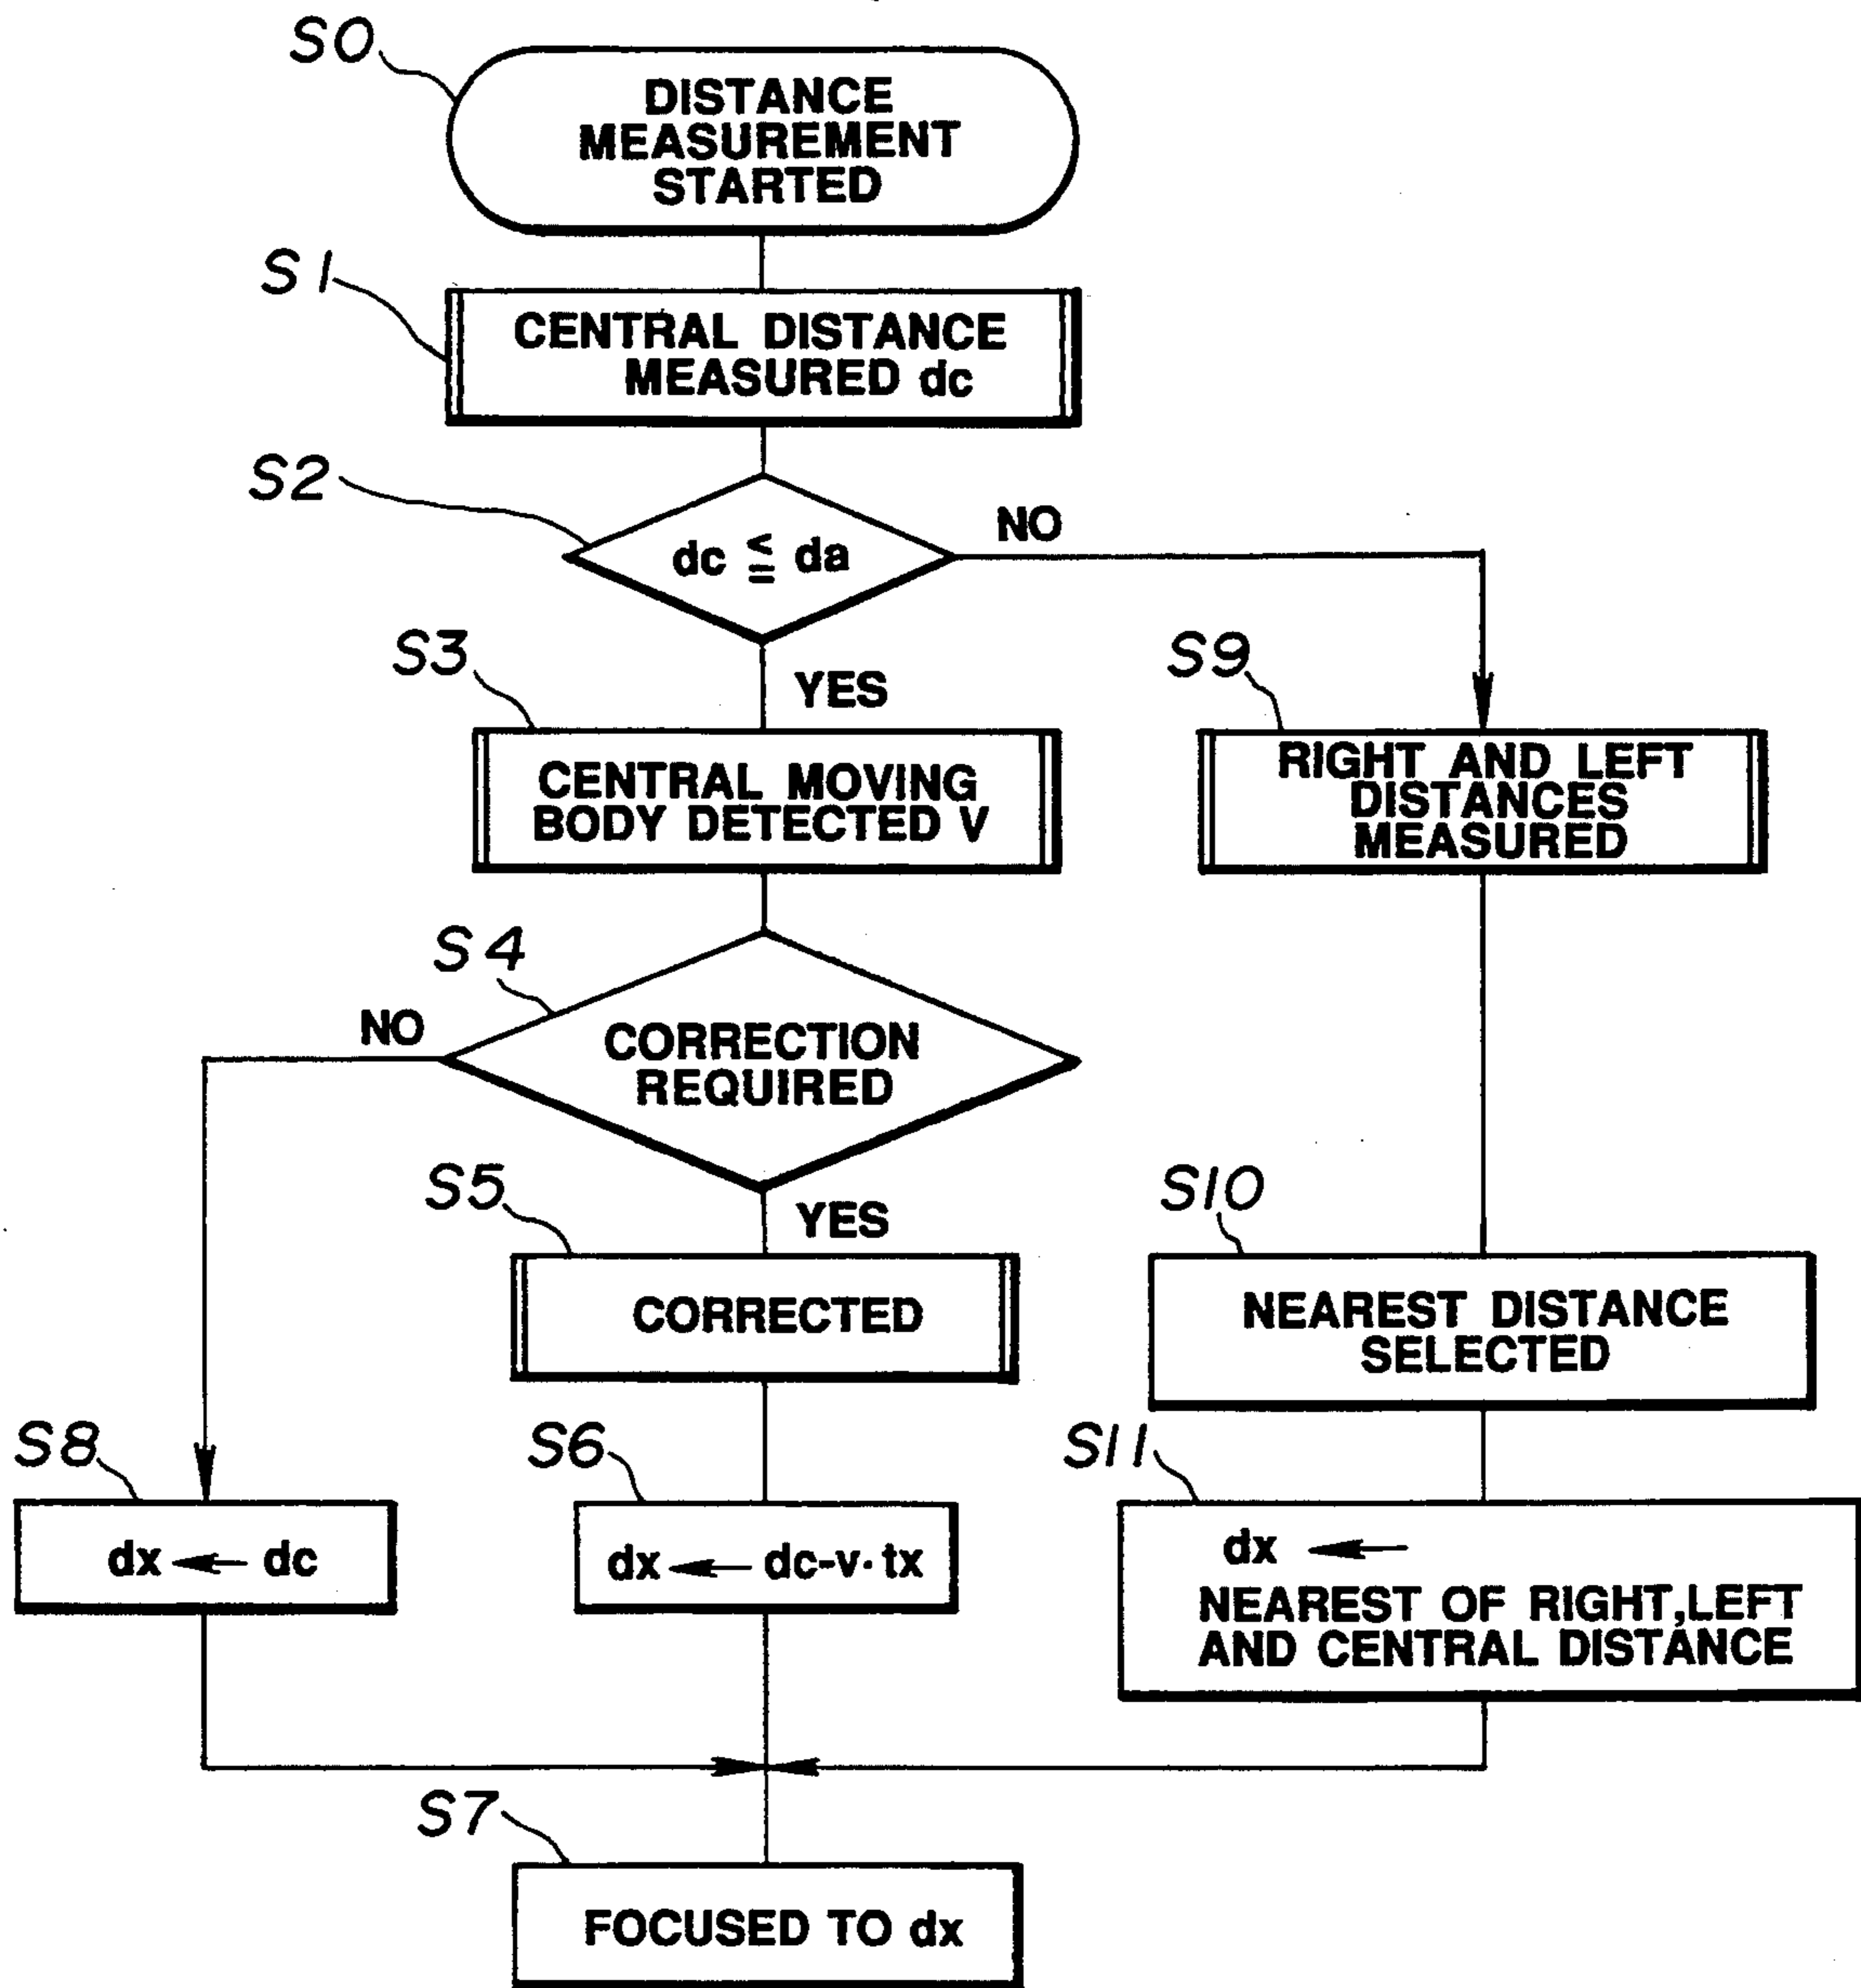 S0
DISTANCE
MEASUREMENT
STARTED
S1
CENTRAL DISTANCE
MEASURED dc
S2
dc ≦ da
NO
YES
S3
CENTRAL MOVING
BODY DETECTED V
S9
RIGHT AND LEFT
DISTANCES
MEASURED
S4
NO
CORRECTION
REQUIRED
YES
S5
CORRECTED
S10
NEAREST DISTANCE
SELECTED
S8
dx ← dc
S6
dx ← dc-v·tx
S11
dx ←
NEAREST OF RIGHT,LEFT
AND CENTRAL DISTANCE
S7
FOCUSED TO dx